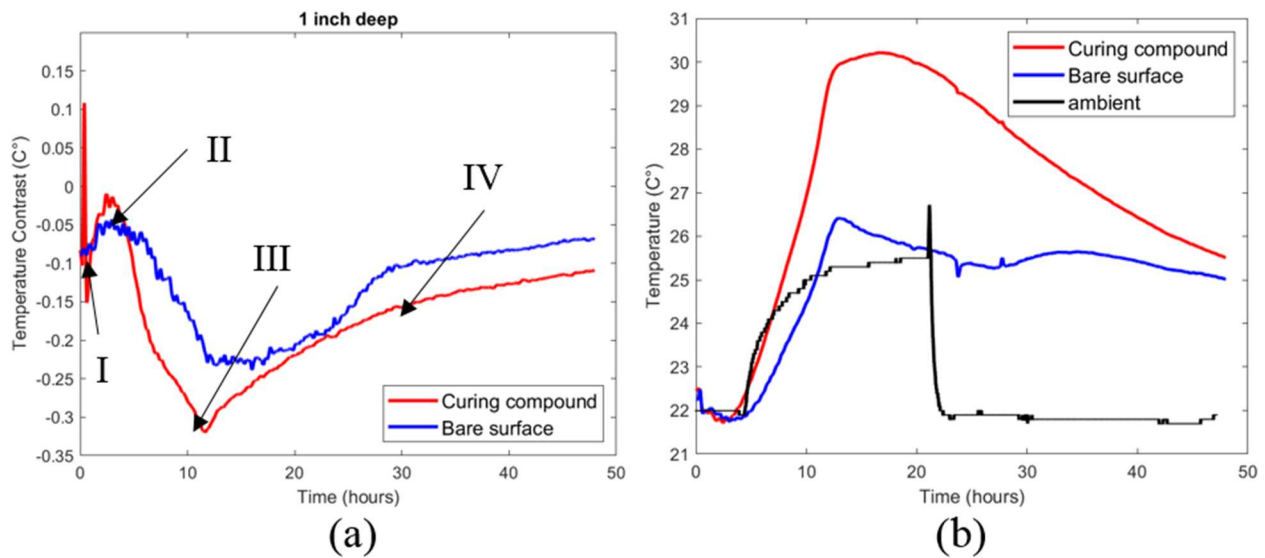 1 inch deep
0.15
0.1
0.05
0
-0.05
-0.1
-0.15
-0.2
-0.25
-0.3
-0.35
Temperature Contrast (C°)
I
II
III
IV
Curing compound
Bare surface
0 10 20 30 40 50
Time (hours)
(a)
31
30
29
28
27
26
25
24
23
22
21
Temperature (C°)
Curing compound
Bare surface
ambient
0 10 20 30 40 50
Time (hours)
(b)